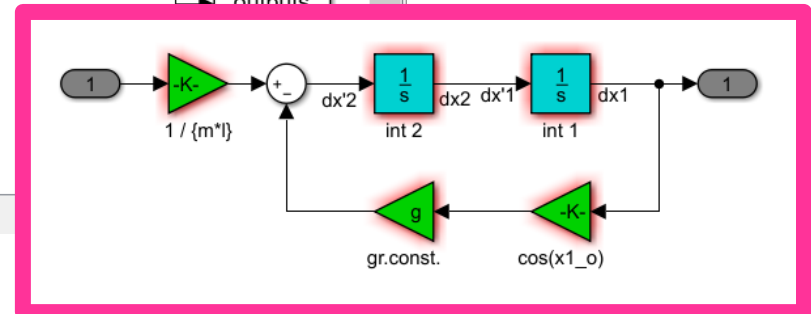 outputs
1
-K-
1 / {m*l}
+
-
dx'2
1
s
int 2
dx2
dx'1
1
s
int 1
dx1
1
g
gr.const.
-K-
cos(x1_o)